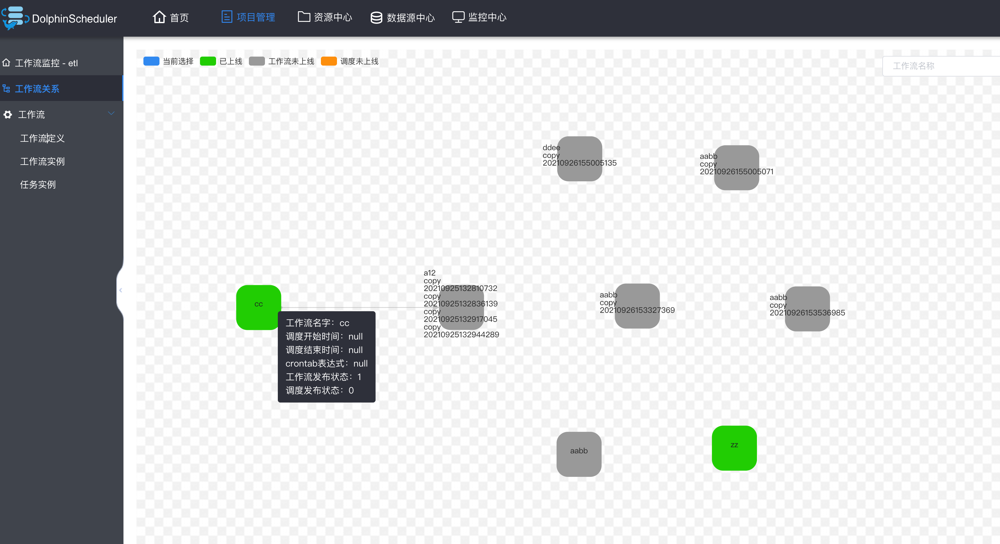 DolphinScheduler
首页
项目管理
资源中心
数据源中心
监控中心
工作流监控 - etl
工作流关系
工作流
工作流定义
工作流实例
任务实例
当前选择
已上线
工作流未上线
调度未上线
工作流名称
ddee
copy
20210926155005135
aabb
copy
20210926155005071
cc
a12
copy
20210925132810732
copy
20210925132836139
copy
20210925132917045
copy
20210925132944289
aabb
copy
20210926153327369
aabb
copy
20210926153536985
工作流名字：cc
调度开始时间：null
调度结束时间：null
crontab表达式：null
工作流发布状态：1
调度发布状态：0
aabb
zz